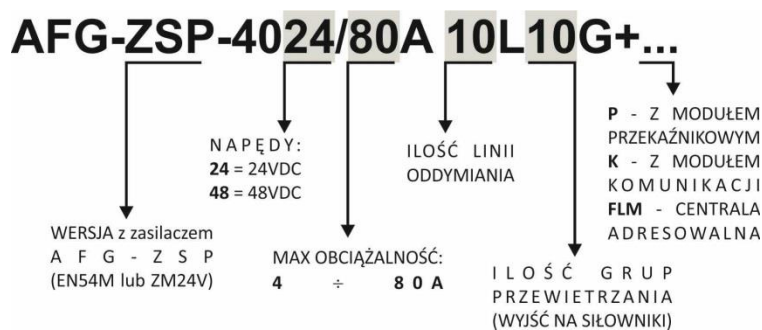 AFG-ZSP-4024/80A 10L10G+...
WERSJA z zasilaczem
AFG-ZSP
(EN54M lub ZM24V)
NAPĘDY:
24 = 24VDC
48 = 48VDC
MAX OBCIĄŻALNOŚĆ:
4 ÷ 80A
ILOŚĆ LINII
ODDYMIANIA
ILOŚĆ GRUP
PRZEWIETRZANIA
(WYJŚĆ NA SIŁOWNIKI)
P - Z MODUŁEM
PRZEKAŹNIKOWYM
K - Z MODUŁEM
KOMUNIKACJI
FLM - CENTRALA
ADRESOWALNA